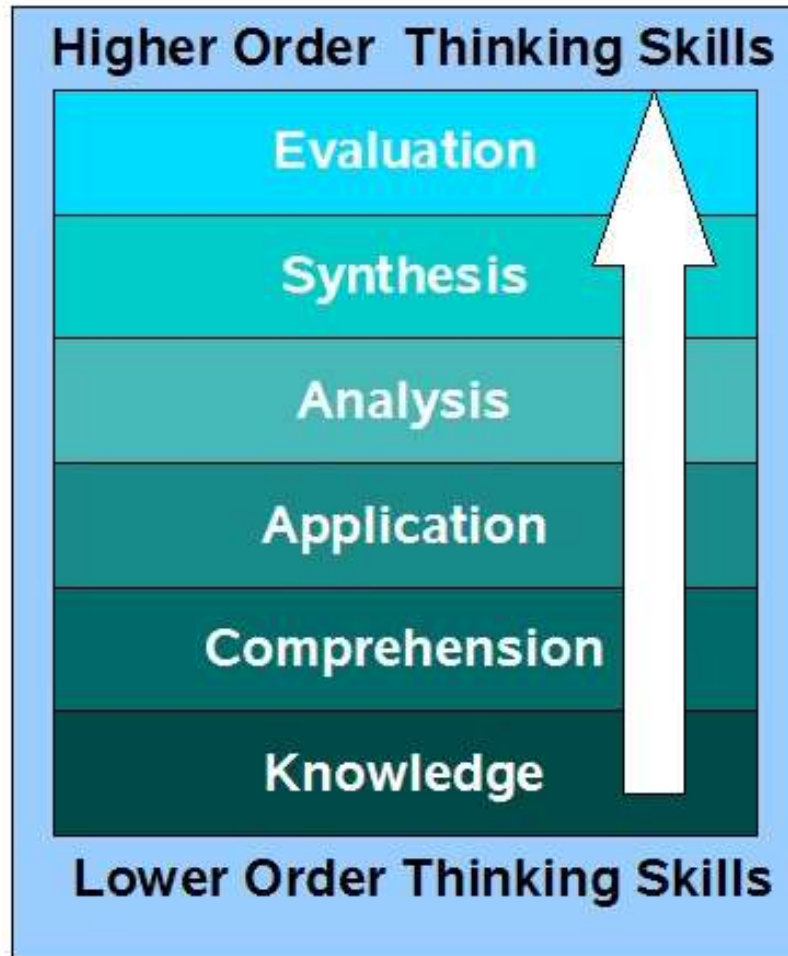 Higher Order Thinking Skills
Evaluation
Synthesis
Analysis
Application
Comprehension
Knowledge
Lower Order Thinking Skills